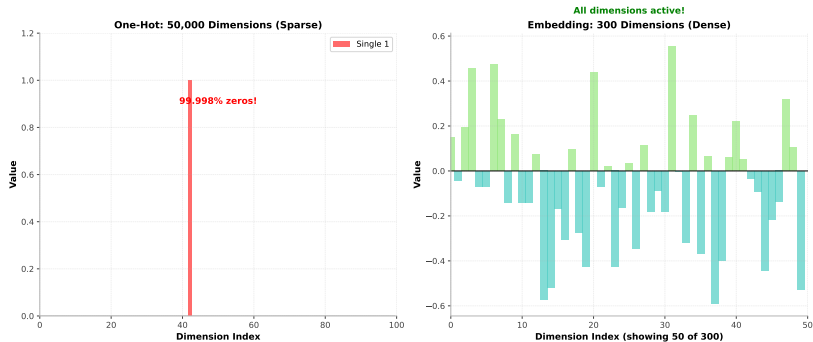 One-Hot: 50,000 Dimensions (Sparse)
1.2
1.0
0.8
0.6
0.4
0.2
0.0
Value
Single 1
99.998% zeros!
0
20
40
60
80
100
Dimension Index
All dimensions active!
Embedding: 300 Dimensions (Dense)
0.6
0.4
0.2
0.0
−0.2
−0.4
−0.6
Value
0
10
20
30
40
50
Dimension Index (showing 50 of 300)